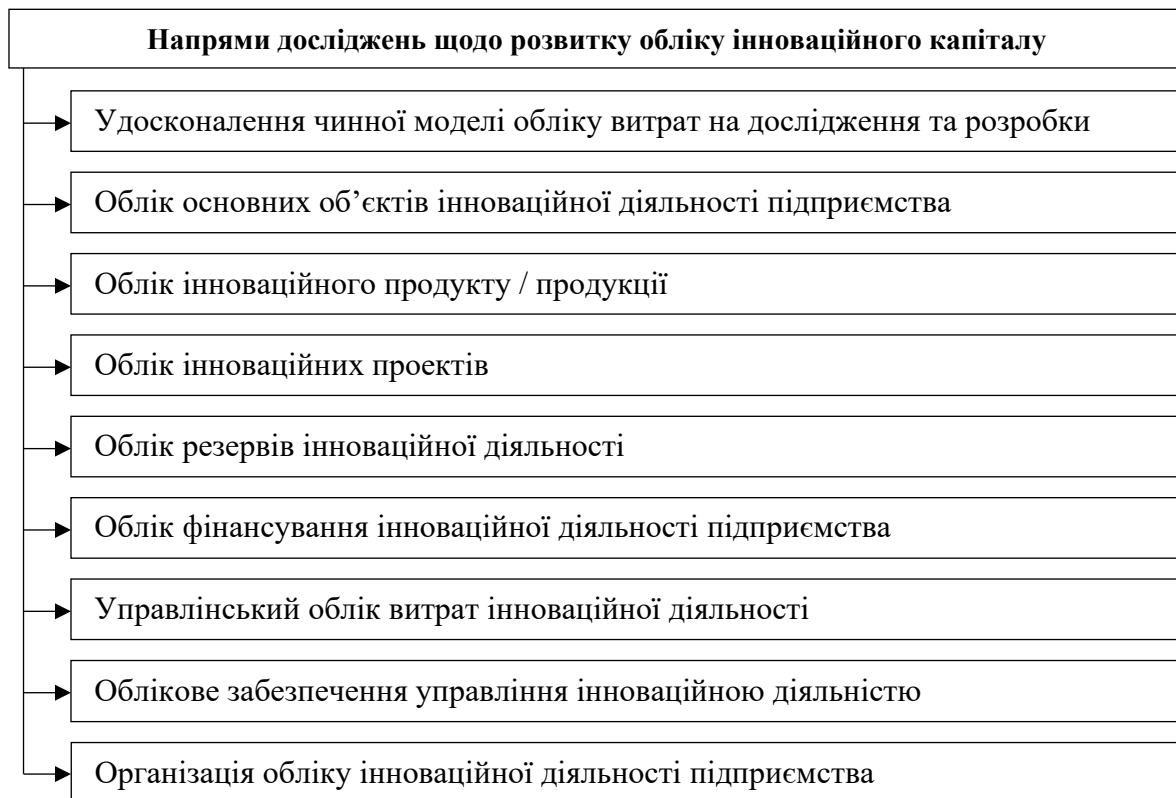 Напрями досліджень щодо розвитку обліку інноваційного капіталу
Удосконалення чинної моделі обліку витрат на дослідження та розробки
Облік основних об’єктів інноваційної діяльності підприємства
Облік інноваційного продукту / продукції
Облік інноваційних проектів
Облік резервів інноваційної діяльності
Облік фінансування інноваційної діяльності підприємства
Управлінський облік витрат інноваційної діяльності
Облікове забезпечення управління інноваційною діяльністю
Організація обліку інноваційної діяльності підприємства